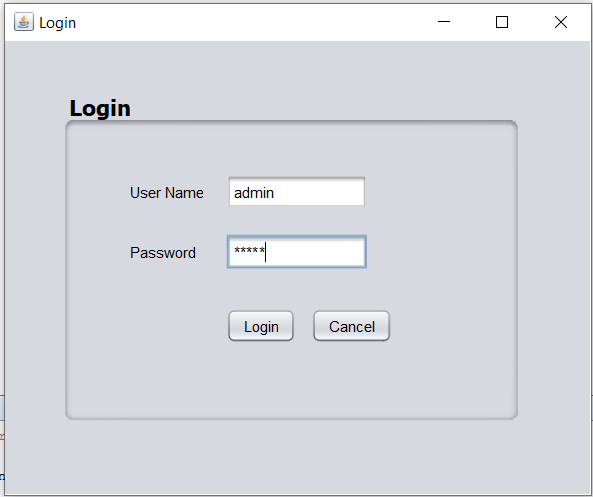 Login
Login
User Name admin
Password *****
Login Cancel